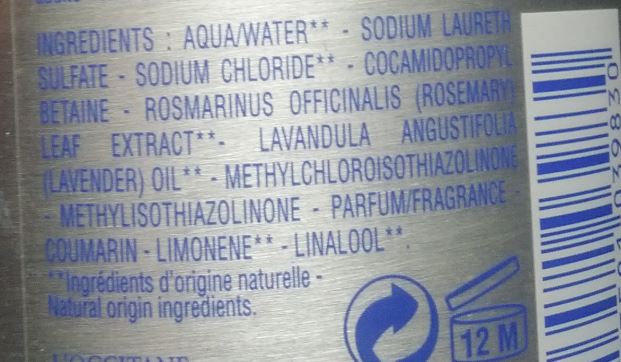 INGREDIENTS : AQUA/WATER** - SODIUM LAURETH
SULFATE - SODIUM CHLORIDE** - COCAMIDOPROPYL
BETAINE - ROSMARINUS OFFICINALIS (ROSEMARY)
LEAF EXTRACT**- LAVANDULA ANGUSTIFOLIA
(LAVENDER) OIL** - METHYLCHLOROISOTHIAZOLINONE
- METHYLISOTHIAZOLINONE - PARFUM/FRAGRANCE -
COUMARIN - LIMONENE** - LINALOOL**.
**Ingrédients d'origine naturelle -
Natural origin ingredients.
12 M
L'OCCITANE